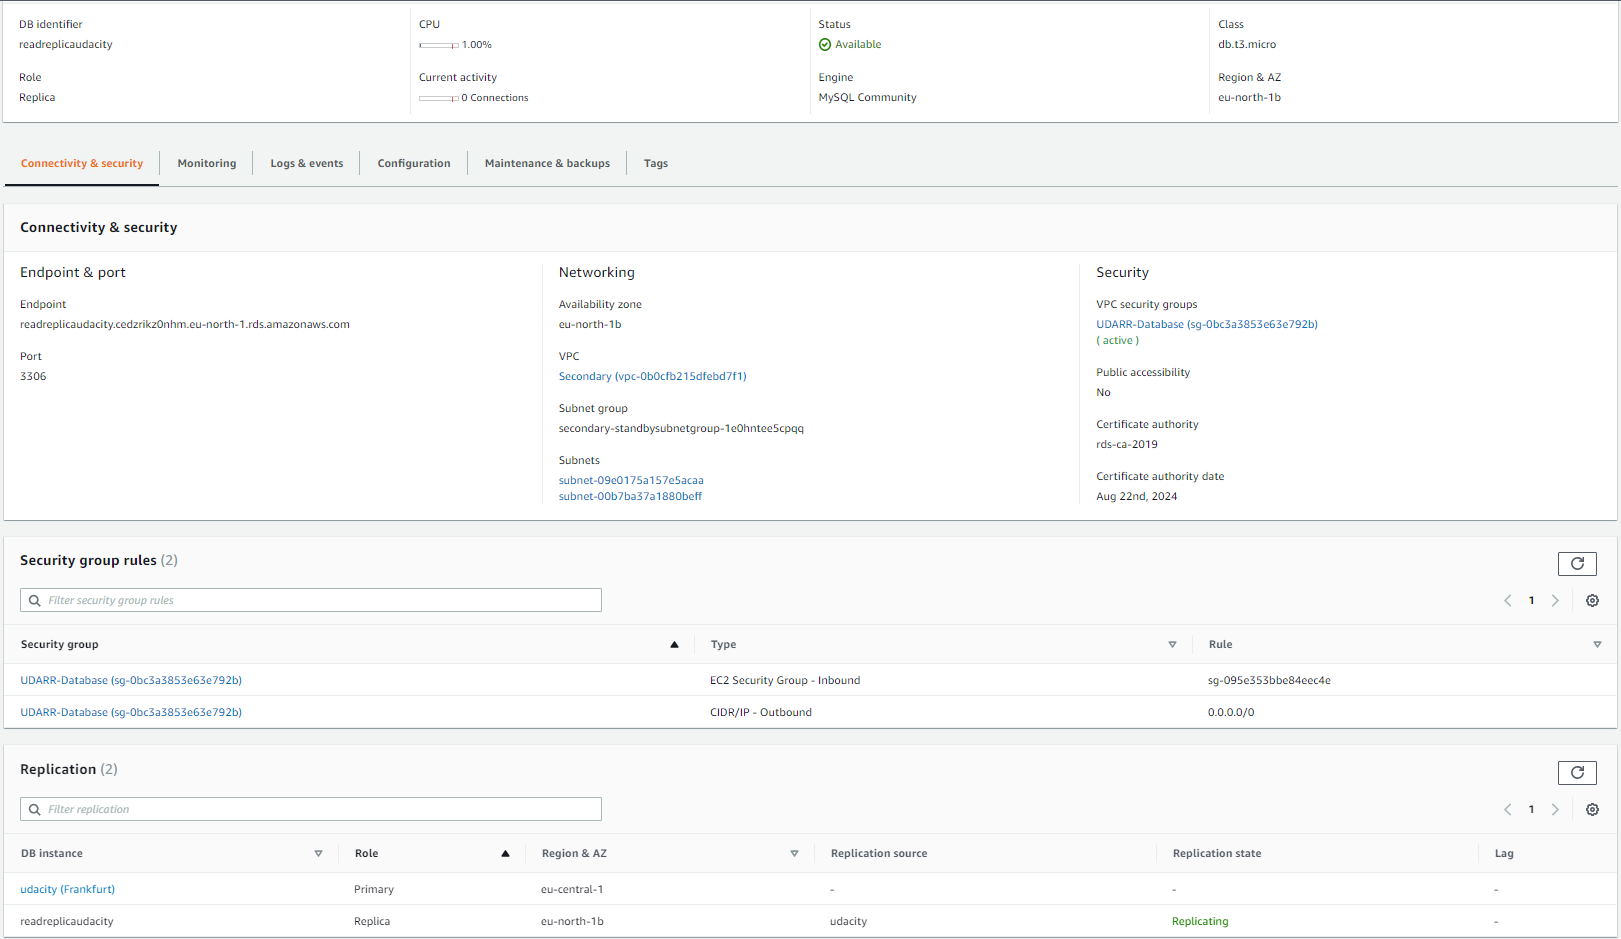 DB identifier
readreplicaudacity
CPU
1.00%
Status
Available
Class
db.t3.micro
Role
Replica
Current activity
0 Connections
Engine
MySQL Community
Region & AZ
eu-north-1b
Connectivity & security
Monitoring
Logs & events
Configuration
Maintenance & backups
Tags
Connectivity & security
Endpoint & port
Endpoint
readreplicaudacity.cedzrikz0nhm.eu-north-1.rds.amazonaws.com
Port
3306
Networking
Availability zone
eu-north-1b
VPC
Secondary (vpc-0b0cfb215dfebd7f1)
Subnet group
secondary-standbysubnetgroup-1e0hntee5cpqq
Subnets
subnet-09e0175a157e5acaa
subnet-00b7ba37a1880beff
Security
VPC security groups
UDARR-Database (sg-0bc3a3853e63e792b)
( active )
Public accessibility
No
Certificate authority
rds-ca-2019
Certificate authority date
Aug 22nd, 2024
Security group rules (2)
Filter security group rules
1
Security group Type Rule
UDARR-Database (sg-0bc3a3853e63e792b) EC2 Security Group - Inbound sg-095e353bbe84eec4e
UDARR-Database (sg-0bc3a3853e63e792b) CIDR/IP - Outbound 0.0.0.0/0
Replication (2)
Filter replication
1
DB instance Role Region & AZ Replication source Replication state Lag
udacity (Frankfurt) Primary eu-central-1 - - -
readreplicaudacity Replica eu-north-1b udacity Replicating -